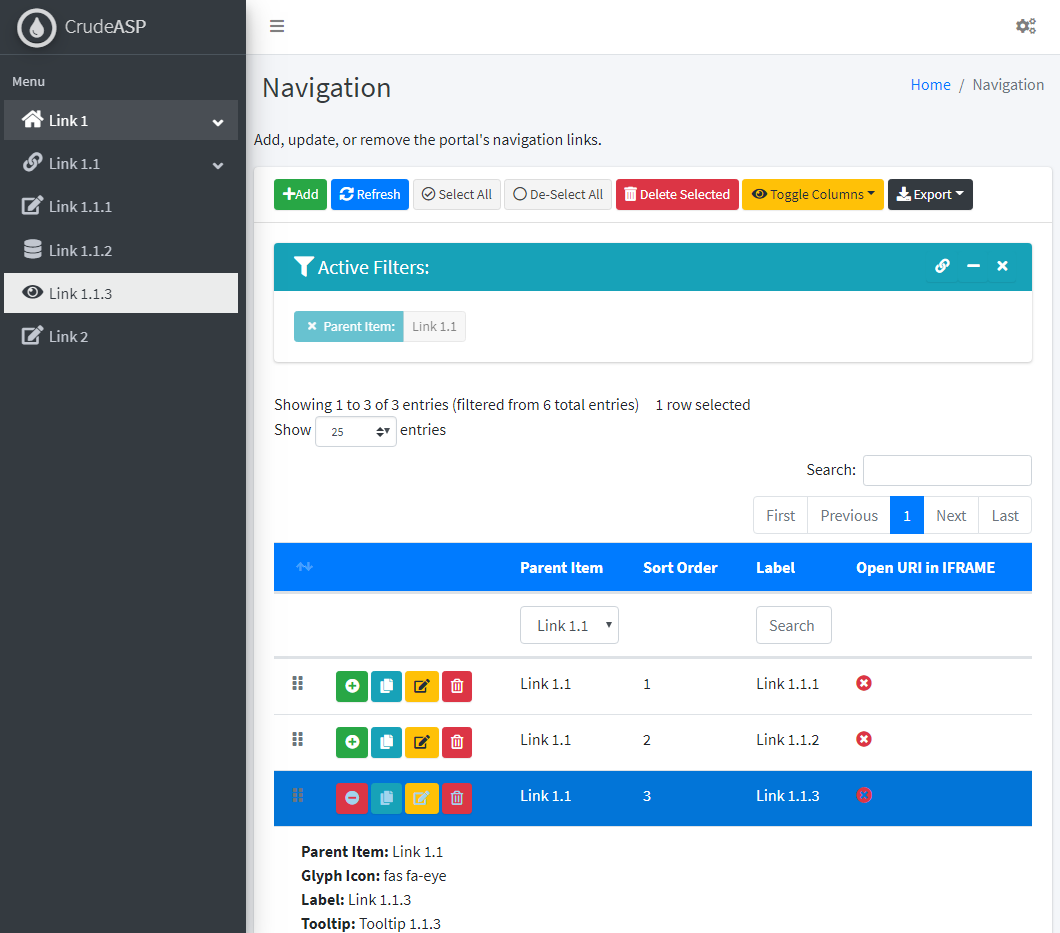 CrudeASP
Menu
Link 1
Link 1.1
Link 1.1.1
Link 1.1.2
Link 1.1.3
Link 2
Navigation
Home / Navigation
Add, update, or remove the portal's navigation links.
Add Refresh Select All De-Select All Delete Selected Toggle Columns Export
Active Filters:
× Parent Item: Link 1.1
Showing 1 to 3 of 3 entries (filtered from 6 total entries) 1 row selected
Show 25 entries
Search:
First Previous 1 Next Last
Parent Item Sort Order Label Open URI in IFRAME
Link 1.1 Search
Link 1.1 1 Link 1.1.1
Link 1.1 2 Link 1.1.2
Link 1.1 3 Link 1.1.3
Parent Item: Link 1.1
Glyph Icon: fas fa-eye
Label: Link 1.1.3
Tooltip: Tooltip 1.1.3